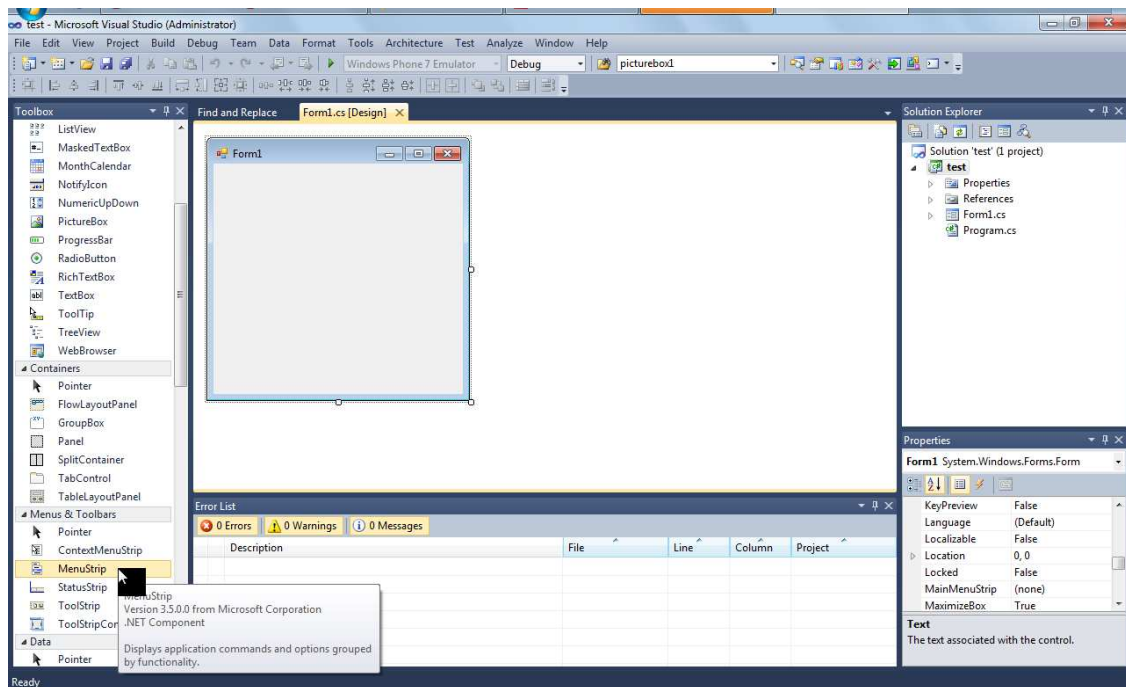 test - Microsoft Visual Studio (Administrator)
File Edit View Project Build Debug Team Data Format Tools Architecture Test Analyze Window Help
Windows Phone 7 Emulator Debug picturebox1
Toolbox
ListView
MaskedTextBox
MonthCalendar
NotifyIcon
NumericUpDown
PictureBox
ProgressBar
RadioButton
RichTextBox
TextBox
ToolTip
TreeView
WebBrowser
Containers
Pointer
FlowLayoutPanel
GroupBox
Panel
SplitContainer
TabControl
TableLayoutPanel
Menus & Toolbars
Pointer
ContextMenuStrip
MenuStrip
StatusStrip
ToolStrip
ToolStripCon
Data
Pointer
MenuStrip
Version 3.5.0.0 from Microsoft Corporation
.NET Component
Displays application commands and options grouped
by functionality.
Find and Replace Form1.cs [Design]
Form1
Error List
0 Errors 0 Warnings 0 Messages
Description File Line Column Project
Solution Explorer
Solution 'test' (1 project)
test
Properties
References
Form1.cs
Program.cs
Properties
Form1 System.Windows.Forms.Form
KeyPreview False
Language (Default)
Localizable False
Location 0, 0
Locked False
MainMenuStrip (none)
MaximizeBox True
Text
The text associated with the control.
Ready